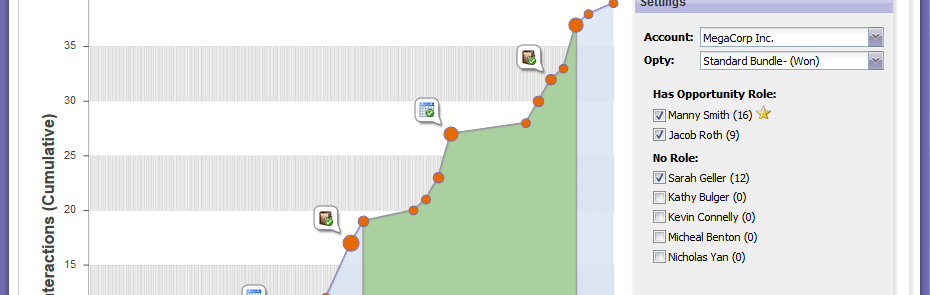 Settings
Account: MegaCorp Inc.
Opty: Standard Bundle- (Won)
Has Opportunity Role:
Manny Smith (16)
Jacob Roth (9)
No Role:
Sarah Geller (12)
Kathy Bulger (0)
Kevin Connelly (0)
Micheal Benton (0)
Nicholas Yan (0)
35
30
25
20
15
nteractions (Cumulative)